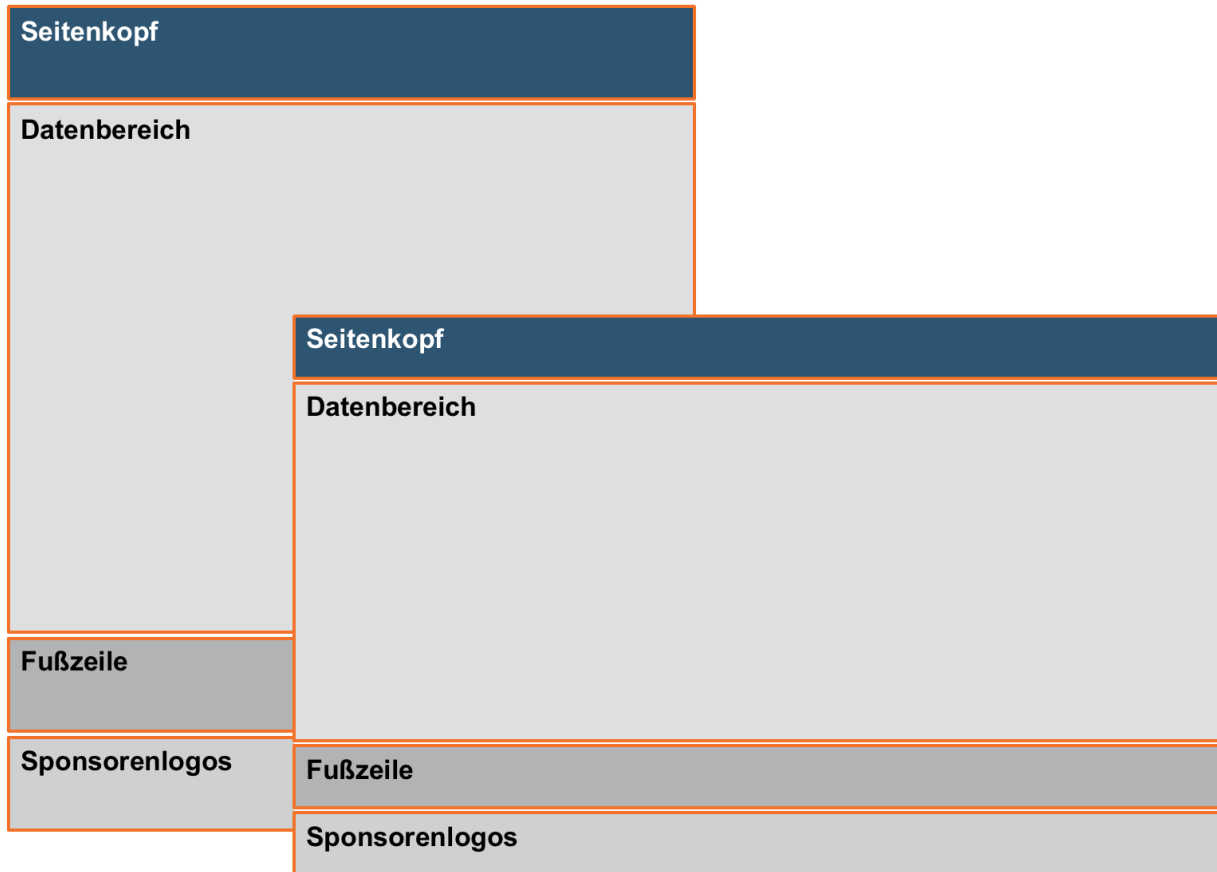 Seitenkopf
Datenbereich
Fußzeile
Sponsorenlogos
Seitenkopf
Datenbereich
Fußzeile
Sponsorenlogos